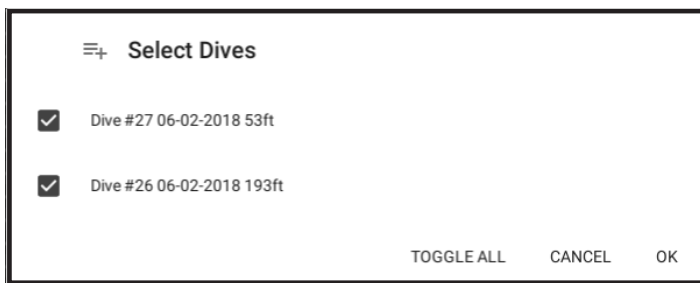 Select Dives
Dive #27 06-02-2018 53ft
Dive #26 06-02-2018 193ft
TOGGLE ALL CANCEL OK